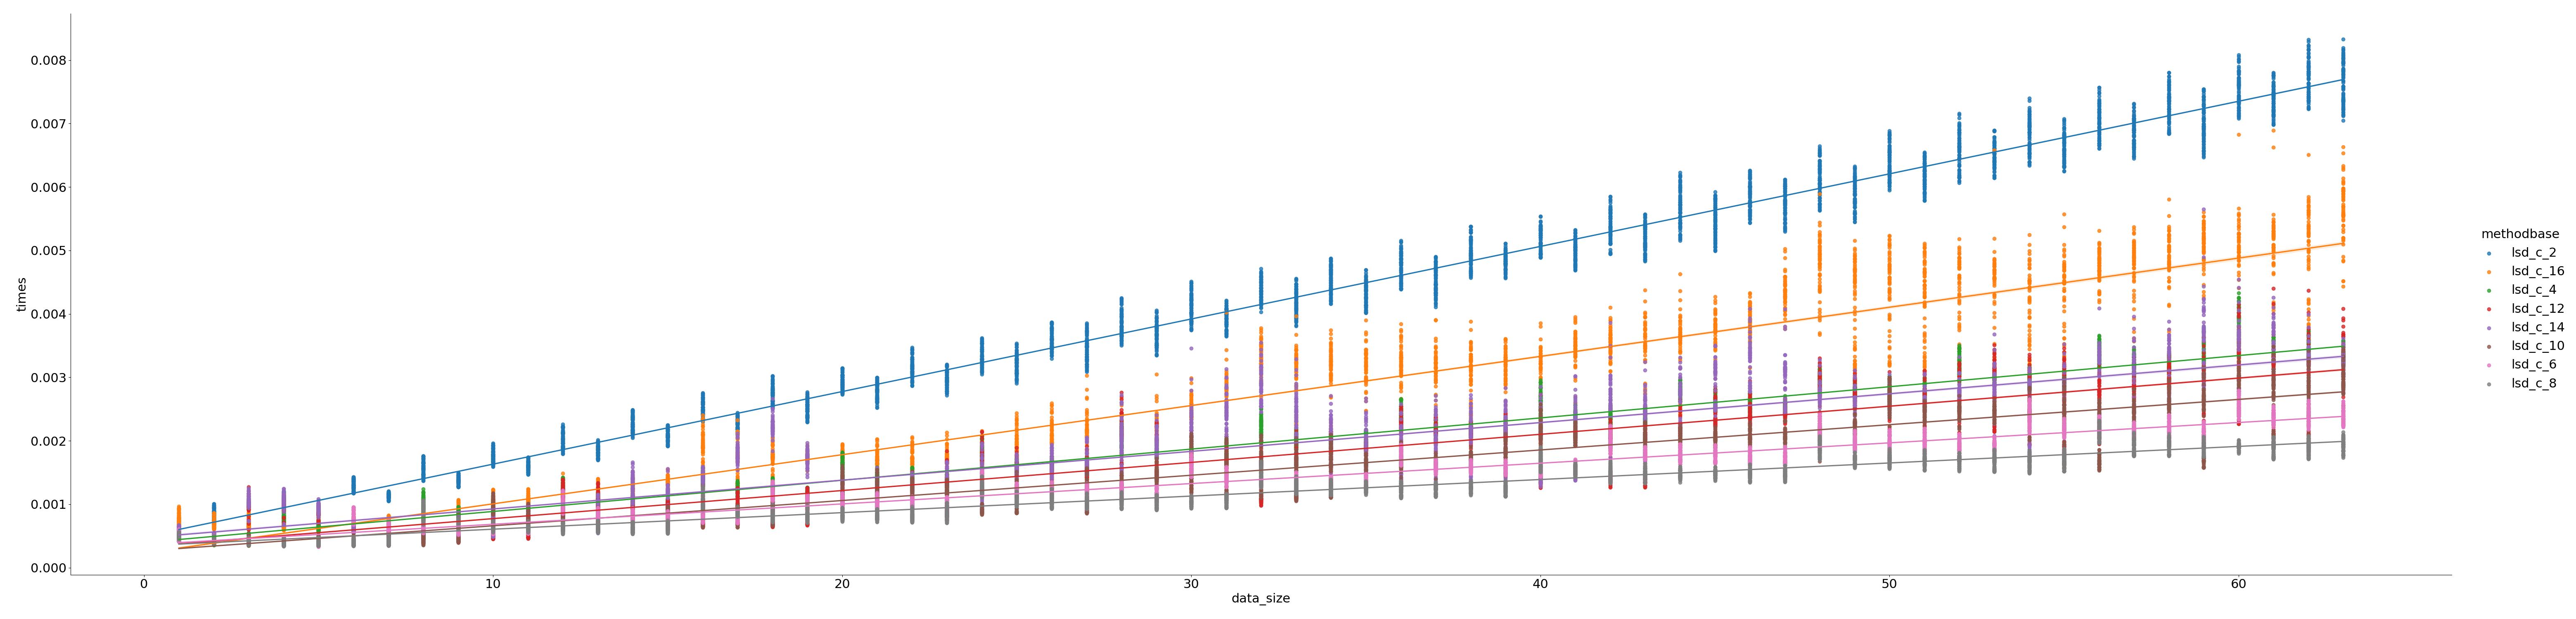 0.008
0.007
0.006
0.005
0.004
0.003
0.002
0.001
0.000
times
0 10 20 30 40 50 60
data_size
methodbase
lsd_c_2
lsd_c_16
lsd_c_4
lsd_c_12
lsd_c_14
lsd_c_10
lsd_c_6
lsd_c_8